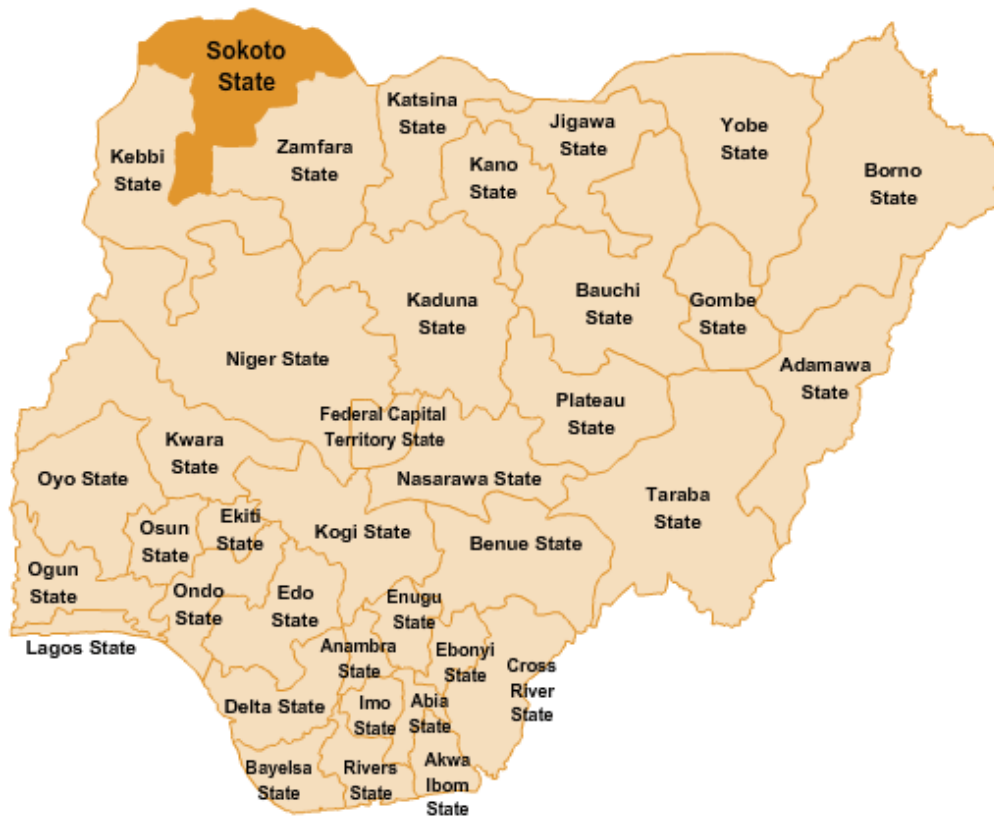 Sokoto
State
Katsina
State
Jigawa
State
Yobe
State
Kebbi
State
Zamfara
State
Kano
State
Borno
State
Kaduna
State
Bauchi
State
Gombe
State
Niger State
Adamawa
State
Federal Capital
Territory State
Plateau
State
Kwara
State
Oyo State
Nasarawa State
Taraba
State
Osun
State
Ekiti
State
Kogi State
Benue State
Ogun
State
Ondo
State
Edo
State
Enugu
State
Lagos State
Anambra
State
Ebonyi
State
Cross
River
State
Delta State
Imo
State
Abia
State
Bayelsa
State
Rivers
State
Akwa
Ibom
State